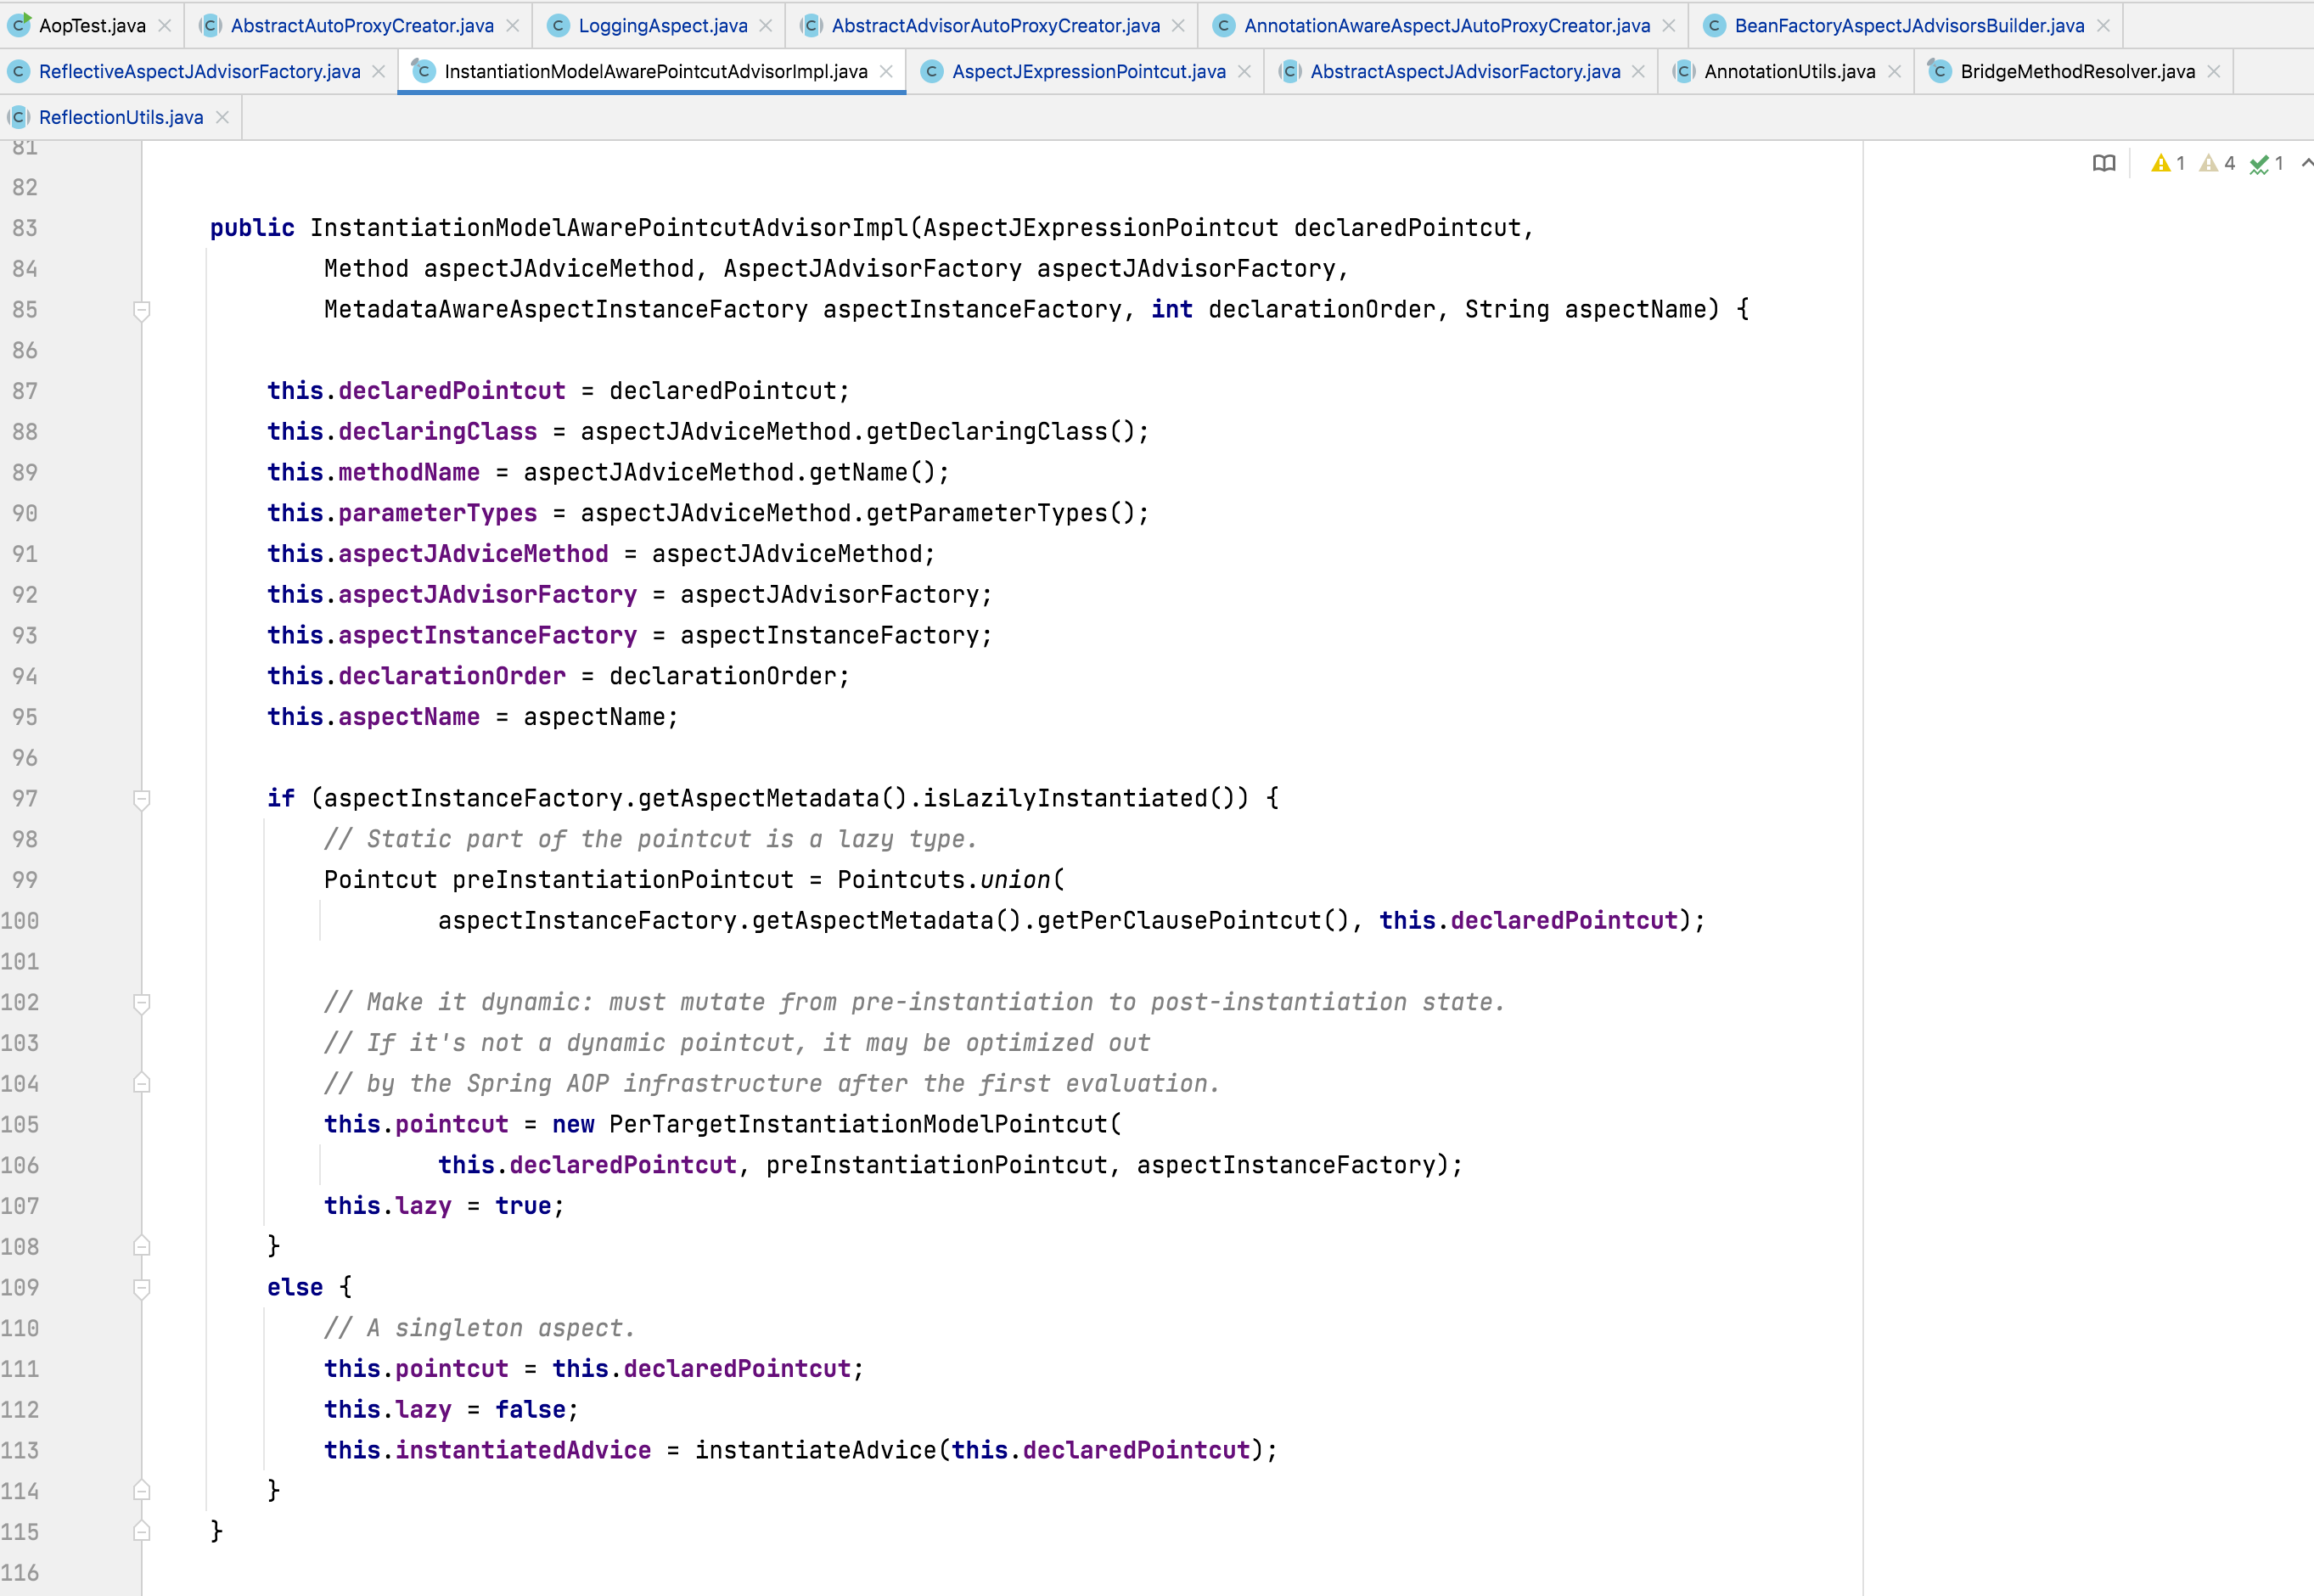 AopTest.java AbstractAutoProxyCreator.java LoggingAspect.java AbstractAdvisorAutoProxyCreator.java AnnotationAwareAspectJAutoProxyCreator.java BeanFactoryAspectJAdvisorsBuilder.java
ReflectiveAspectJAdvisorFactory.java InstantiationModelAwarePointcutAdvisorImpl.java AspectJExpressionPointcut.java AbstractAspectJAdvisorFactory.java AnnotationUtils.java BridgeMethodResolver.java
ReflectionUtils.java
81
1 4 1
82
83 public InstantiationModelAwarePointcutAdvisorImpl(AspectJExpressionPointcut declaredPointcut,
84 Method aspectJAdviceMethod, AspectJAdvisorFactory aspectJAdvisorFactory,
85 MetadataAwareAspectInstanceFactory aspectInstanceFactory, int declarationOrder, String aspectName) {
86
87 this.declaredPointcut = declaredPointcut;
88 this.declaringClass = aspectJAdviceMethod.getDeclaringClass();
89 this.methodName = aspectJAdviceMethod.getName();
90 this.parameterTypes = aspectJAdviceMethod.getParameterTypes();
91 this.aspectJAdviceMethod = aspectJAdviceMethod;
92 this.aspectJAdvisorFactory = aspectJAdvisorFactory;
93 this.aspectInstanceFactory = aspectInstanceFactory;
94 this.declarationOrder = declarationOrder;
95 this.aspectName = aspectName;
96
97 if (aspectInstanceFactory.getAspectMetadata().isLazilyInstantiated()) {
98 // Static part of the pointcut is a lazy type.
99 Pointcut preInstantiationPointcut = Pointcuts.union(
100 aspectInstanceFactory.getAspectMetadata().getPerClausePointcut(), this.declaredPointcut);
101
102 // Make it dynamic: must mutate from pre-instantiation to post-instantiation state.
103 // If it's not a dynamic pointcut, it may be optimized out
104 // by the Spring AOP infrastructure after the first evaluation.
105 this.pointcut = new PerTargetInstantiationModelPointcut(
106 this.declaredPointcut, preInstantiationPointcut, aspectInstanceFactory);
107 this.lazy = true;
108 }
109 else {
110 // A singleton aspect.
111 this.pointcut = this.declaredPointcut;
112 this.lazy = false;
113 this.instantiatedAdvice = instantiateAdvice(this.declaredPointcut);
114 }
115 }
116